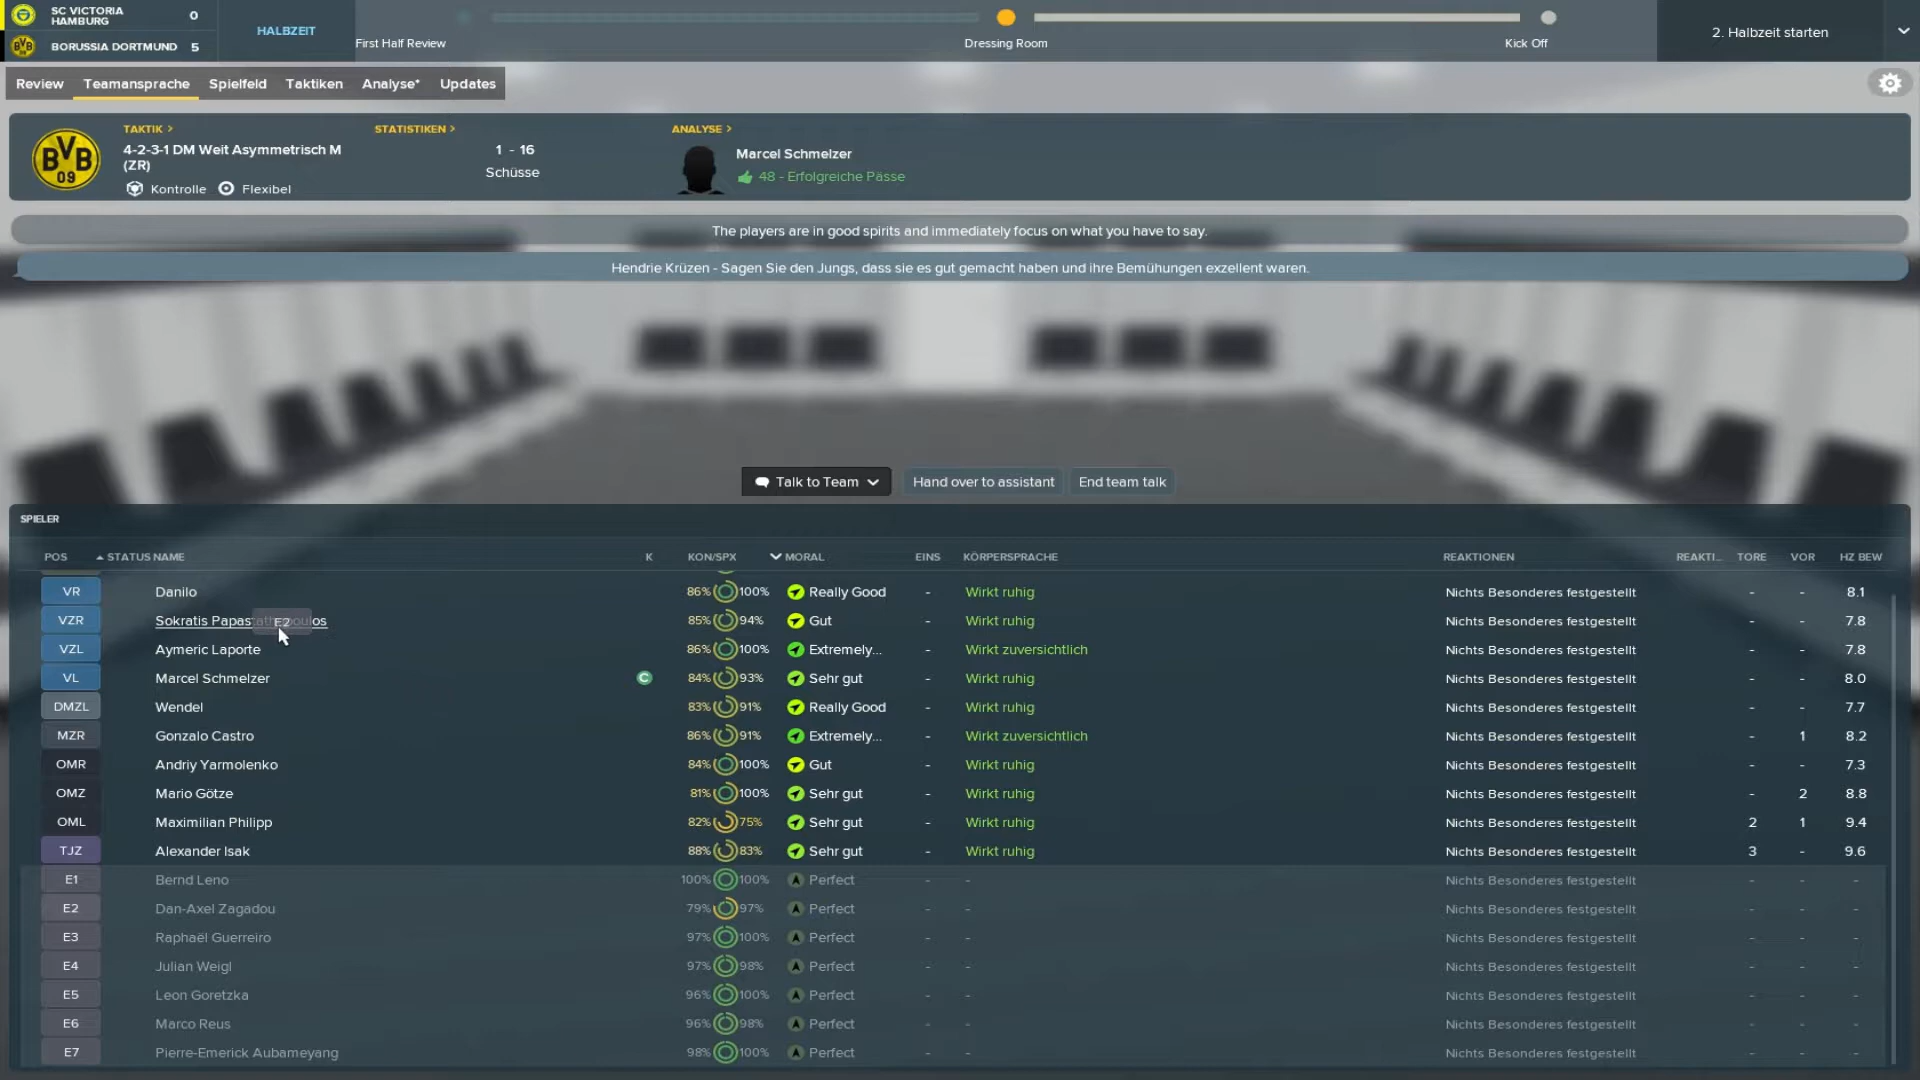 SC VICTORIA HAMBURG 0
BORUSSIA DORTMUND 5
HALBZEIT
First Half Review
Dressing Room
Kick Off
2. Halbzeit starten
Review Teamansprache Spielfeld Taktiken Analyse* Updates
BVB 09
TAKTIK >
4-2-3-1 DM Weit Asymmetrisch M (ZR)
Kontrolle Flexibel
STATISTIKEN >
1 - 16
Schüsse
ANALYSE >
Marcel Schmelzer
48 - Erfolgreiche Pässe
The players are in good spirits and immediately focus on what you have to say.
Hendrie Krüzen - Sagen Sie den Jungs, dass sie es gut gemacht haben und ihre Bemühungen exzellent waren.
Talk to Team Hand over to assistant End team talk
SPIELER
POS STATUS NAME K KON/SPX MORAL EINS KÖRPERSPRACHE REAKTIONEN REAKTI... TORE VOR HZ BEW
VR Danilo 86% 100% Really Good - Wirkt ruhig Nichts Besonderes festgestellt - - 8.1
VZR Sokratis Papastathopoulos E2 85% 94% Gut - Wirkt ruhig Nichts Besonderes festgestellt - - 7.8
VZL Aymeric Laporte 86% 100% Extremely... - Wirkt zuversichtlich Nichts Besonderes festgestellt - - 7.8
VL Marcel Schmelzer C 84% 93% Sehr gut - Wirkt ruhig Nichts Besonderes festgestellt - - 8.0
DMZL Wendel 83% 91% Really Good - Wirkt ruhig Nichts Besonderes festgestellt - - 7.7
MZR Gonzalo Castro 86% 91% Extremely... - Wirkt zuversichtlich Nichts Besonderes festgestellt - 1 8.2
OMR Andriy Yarmolenko 84% 100% Gut - Wirkt ruhig Nichts Besonderes festgestellt - - 7.3
OMZ Mario Götze 81% 100% Sehr gut - Wirkt ruhig Nichts Besonderes festgestellt - 2 8.8
OML Maximilian Philipp 82% 75% Sehr gut - Wirkt ruhig Nichts Besonderes festgestellt 2 1 9.4
TJZ Alexander Isak 88% 83% Sehr gut - Wirkt ruhig Nichts Besonderes festgestellt 3 - 9.6
E1 Bernd Leno 100% 100% Perfect - - Nichts Besonderes festgestellt - - -
E2 Dan-Axel Zagadou 79% 97% Perfect - - Nichts Besonderes festgestellt - - -
E3 Raphaël Guerreiro 97% 100% Perfect - - Nichts Besonderes festgestellt - - -
E4 Julian Weigl 97% 98% Perfect - - Nichts Besonderes festgestellt - - -
E5 Leon Goretzka 96% 100% Perfect - - Nichts Besonderes festgestellt - - -
E6 Marco Reus 96% 98% Perfect - - Nichts Besonderes festgestellt - - -
E7 Pierre-Emerick Aubameyang 98% 100% Perfect - - Nichts Besonderes festgestellt - - -